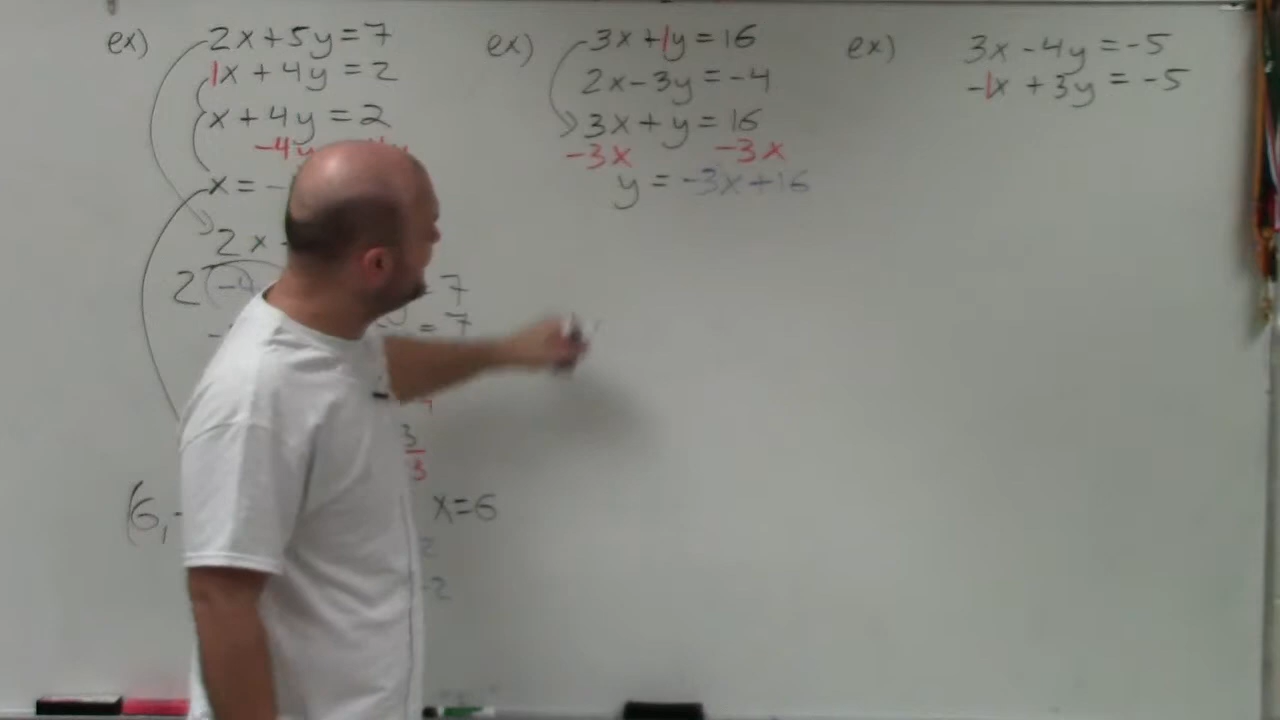 ex) 2x+5y=7
1x + 4y = 2
x + 4y = 2
-4y
x = -
2x
2(-4 7
= 7
3
3
(6,- x=6
2
-2
ex) 3x+1y=16
2x-3y=-4
3x+y=16
-3x -3x
y = -3x+16
ex) 3x-4y=-5
-1x + 3y = -5